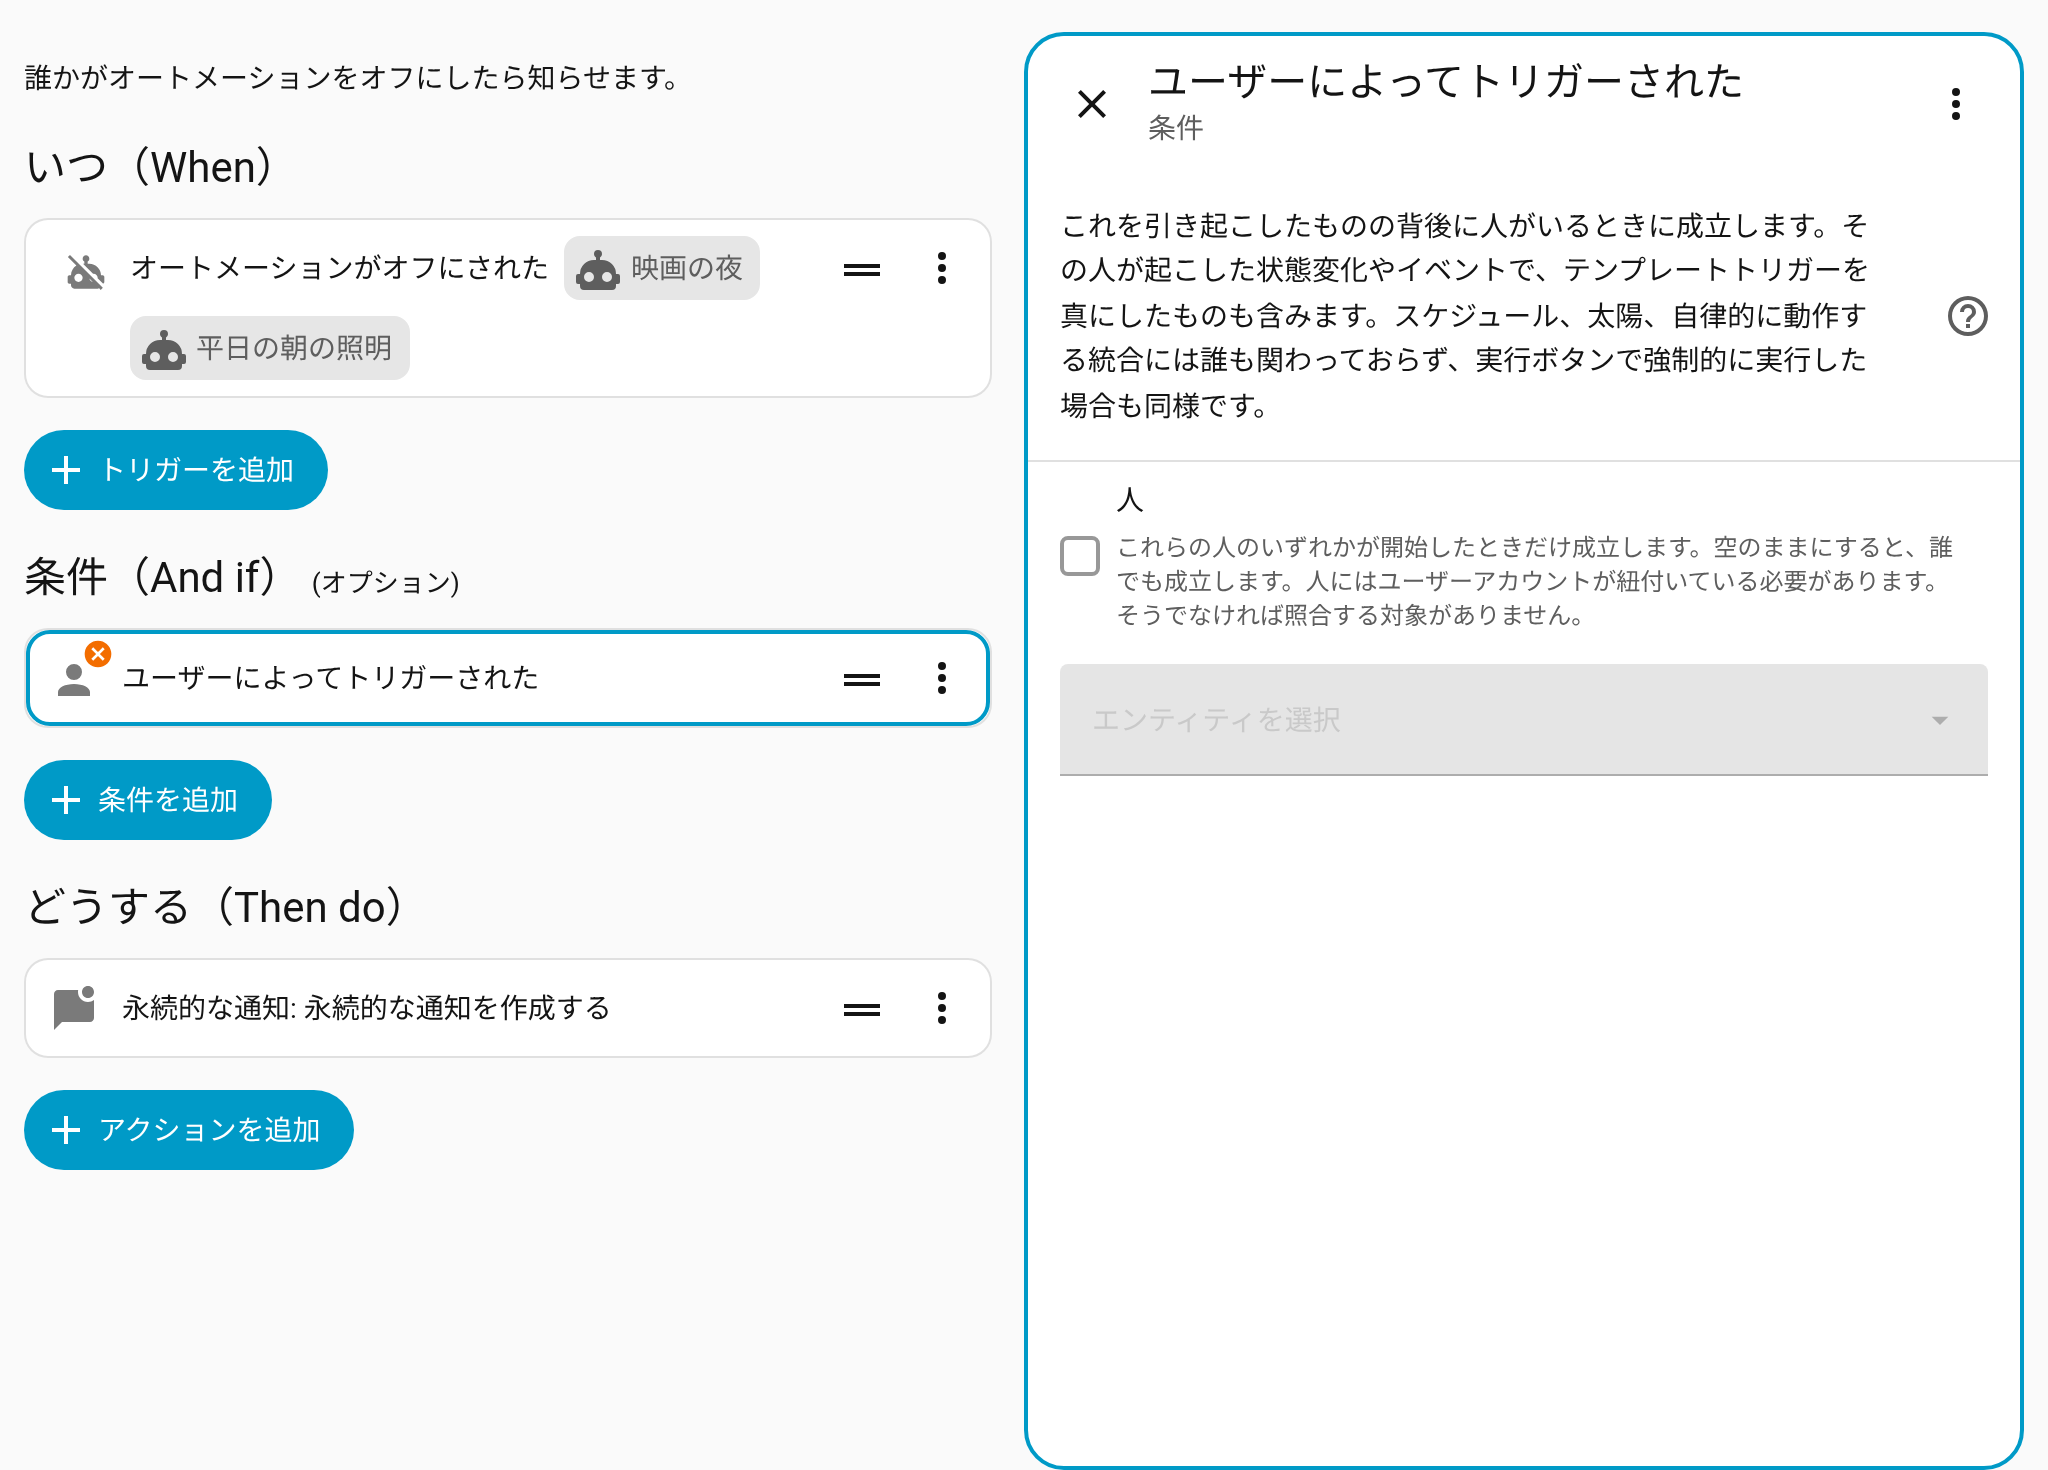 誰かがオートメーションをオフにしたら知らせます。
いつ（When）
オートメーションがオフにされた 映画の夜
平日の朝の照明
トリガーを追加
条件（And if） (オプション)
ユーザーによってトリガーされた
条件を追加
どうする（Then do）
永続的な通知: 永続的な通知を作成する
アクションを追加
ユーザーによってトリガーされた
条件
これを引き起こしたものの背後に人がいるときに成立します。そ
の人が起こした状態変化やイベントで、テンプレートトリガーを
真にしたものも含みます。スケジュール、太陽、自律的に動作す
る統合には誰も関わっておらず、実行ボタンで強制的に実行した
場合も同様です。
人
これらの人のいずれかが開始したときだけ成立します。空のままにすると、誰
でも成立します。人にはユーザーアカウントが紐付いている必要があります。
そうでなければ照合する対象がありません。
エンティティを選択